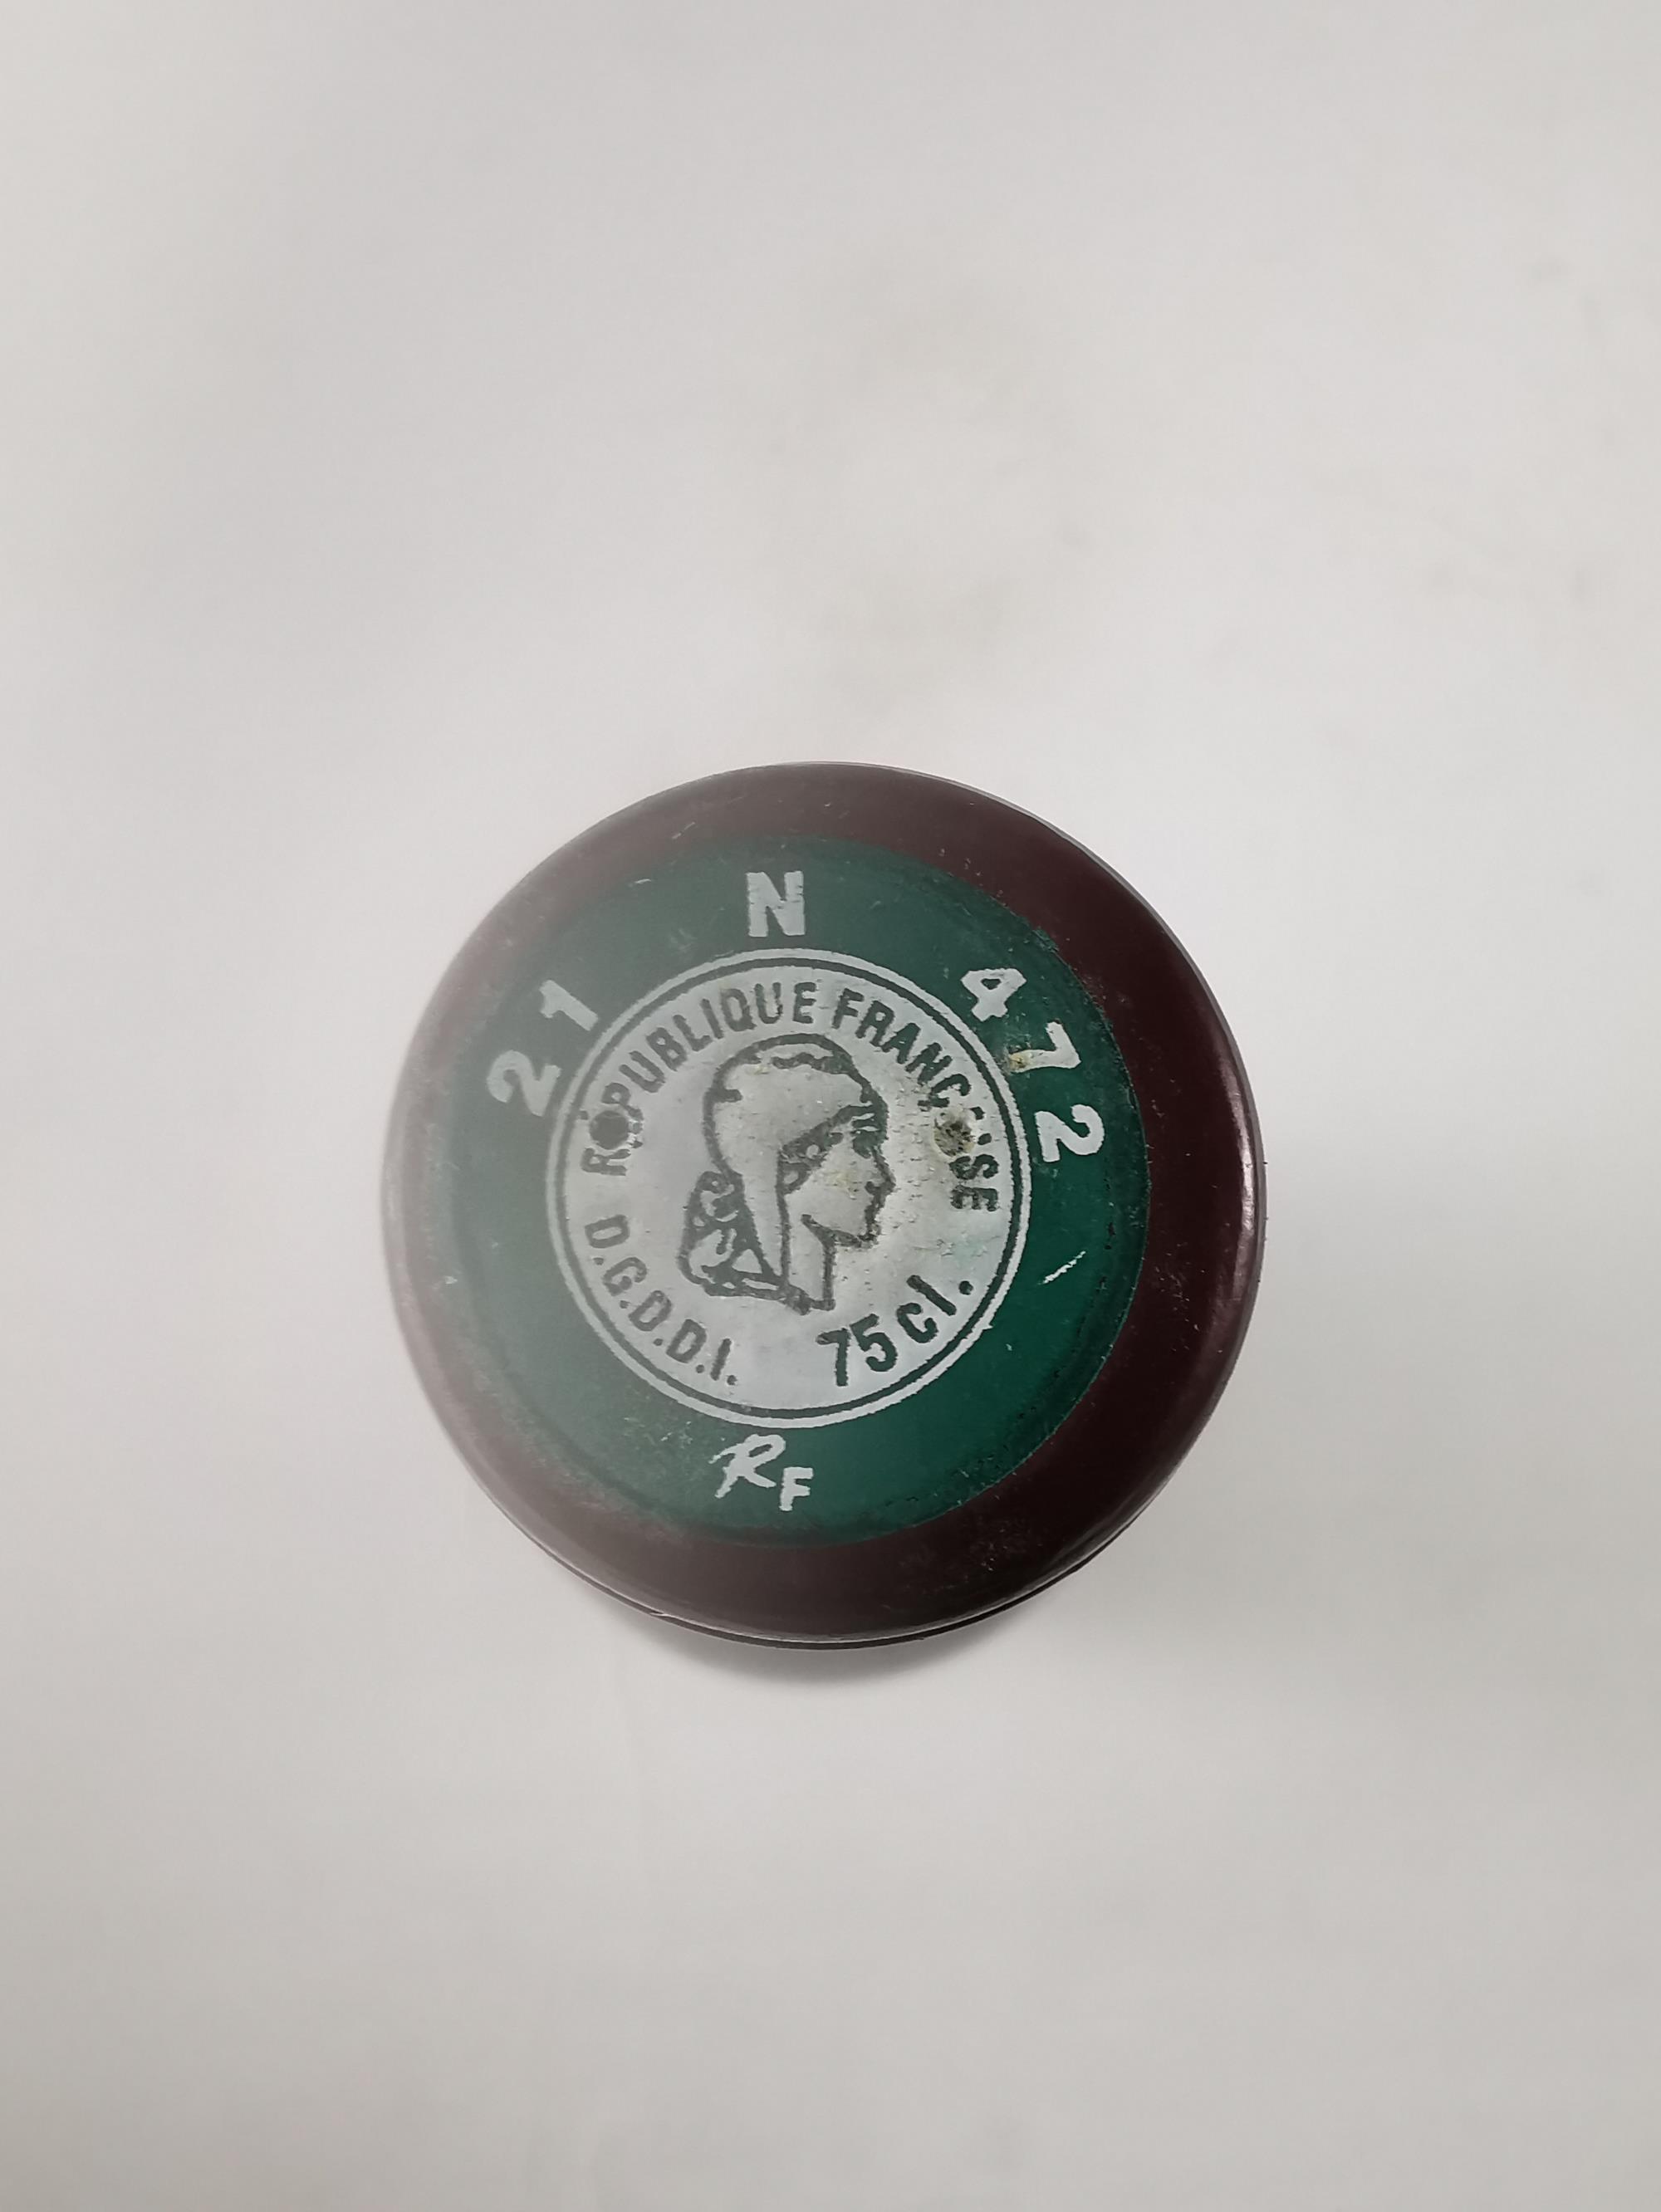 21 N 472
RÉPUBLIQUE FRANÇAISE
D.G.D.D.I. 75 cl.
RF